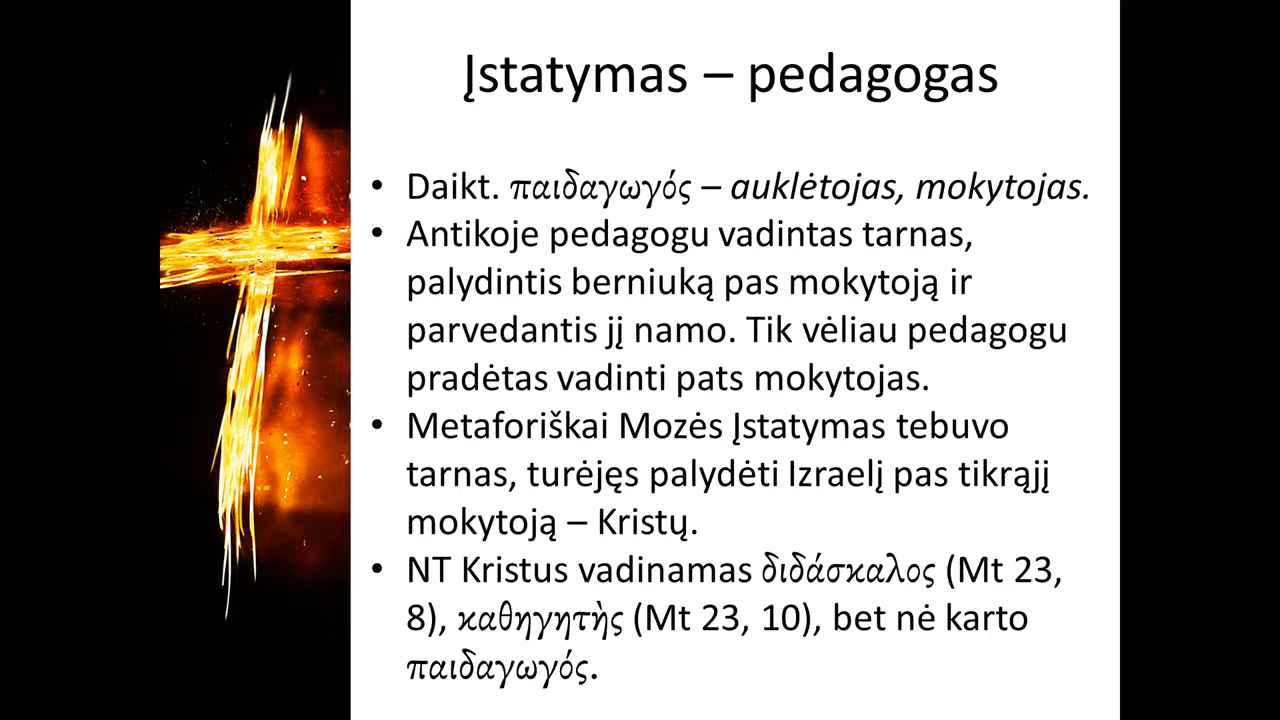 Įstatymas – pedagogas
• Daikt. παιδαγωγός – auklėtojas, mokytojas.
• Antikoje pedagogu vadintas tarnas,
palydintis berniuką pas mokytoją ir
parvedantis jį namo. Tik vėliau pedagogu
pradėtas vadinti pats mokytojas.
• Metaforiškai Mozės Įstatymas tebuvo
tarnas, turėjęs palydėti Izraelį pas tikrąjį
mokytoją – Kristų.
• NT Kristus vadinamas διδάσκαλος (Mt 23,
8), καθηγητὴς (Mt 23, 10), bet nė karto
παιδαγωγός.